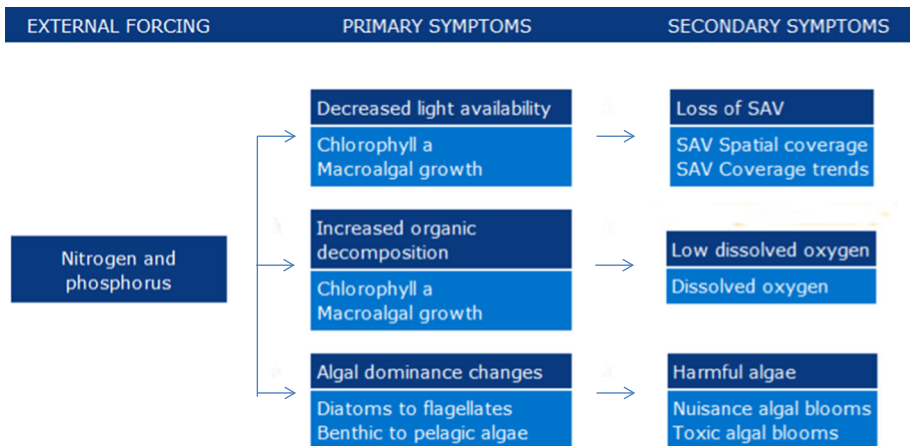 EXTERNAL FORCING
PRIMARY SYMPTOMS
SECONDARY SYMPTOMS
Nitrogen and
phosphorus
Decreased light availability
Chlorophyll a
Macroalgal growth
Loss of SAV
SAV Spatial coverage
SAV Coverage trends
Increased organic
decomposition
Chlorophyll a
Macroalgal growth
Low dissolved oxygen
Dissolved oxygen
Algal dominance changes
Diatoms to flagellates
Benthic to pelagic algae
Harmful algae
Nuisance algal blooms
Toxic algal blooms